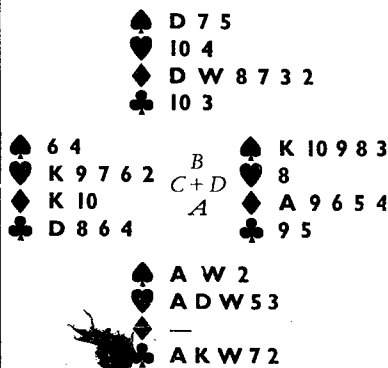 ♠ D 7 5
♥ 10 4
♦ D W 8 7 3 2
♣ 10 3
♠ 6 4
♥ K 9 7 6 2
♦ K 10
♣ D 8 6 4
B
C + D
A
♠ K 10 9 8 3
♥ 8
♦ A 9 6 5 4
♣ 9 5
♠ A W 2
♥ A D W 5 3
♦ —
♣ A K W 7 2